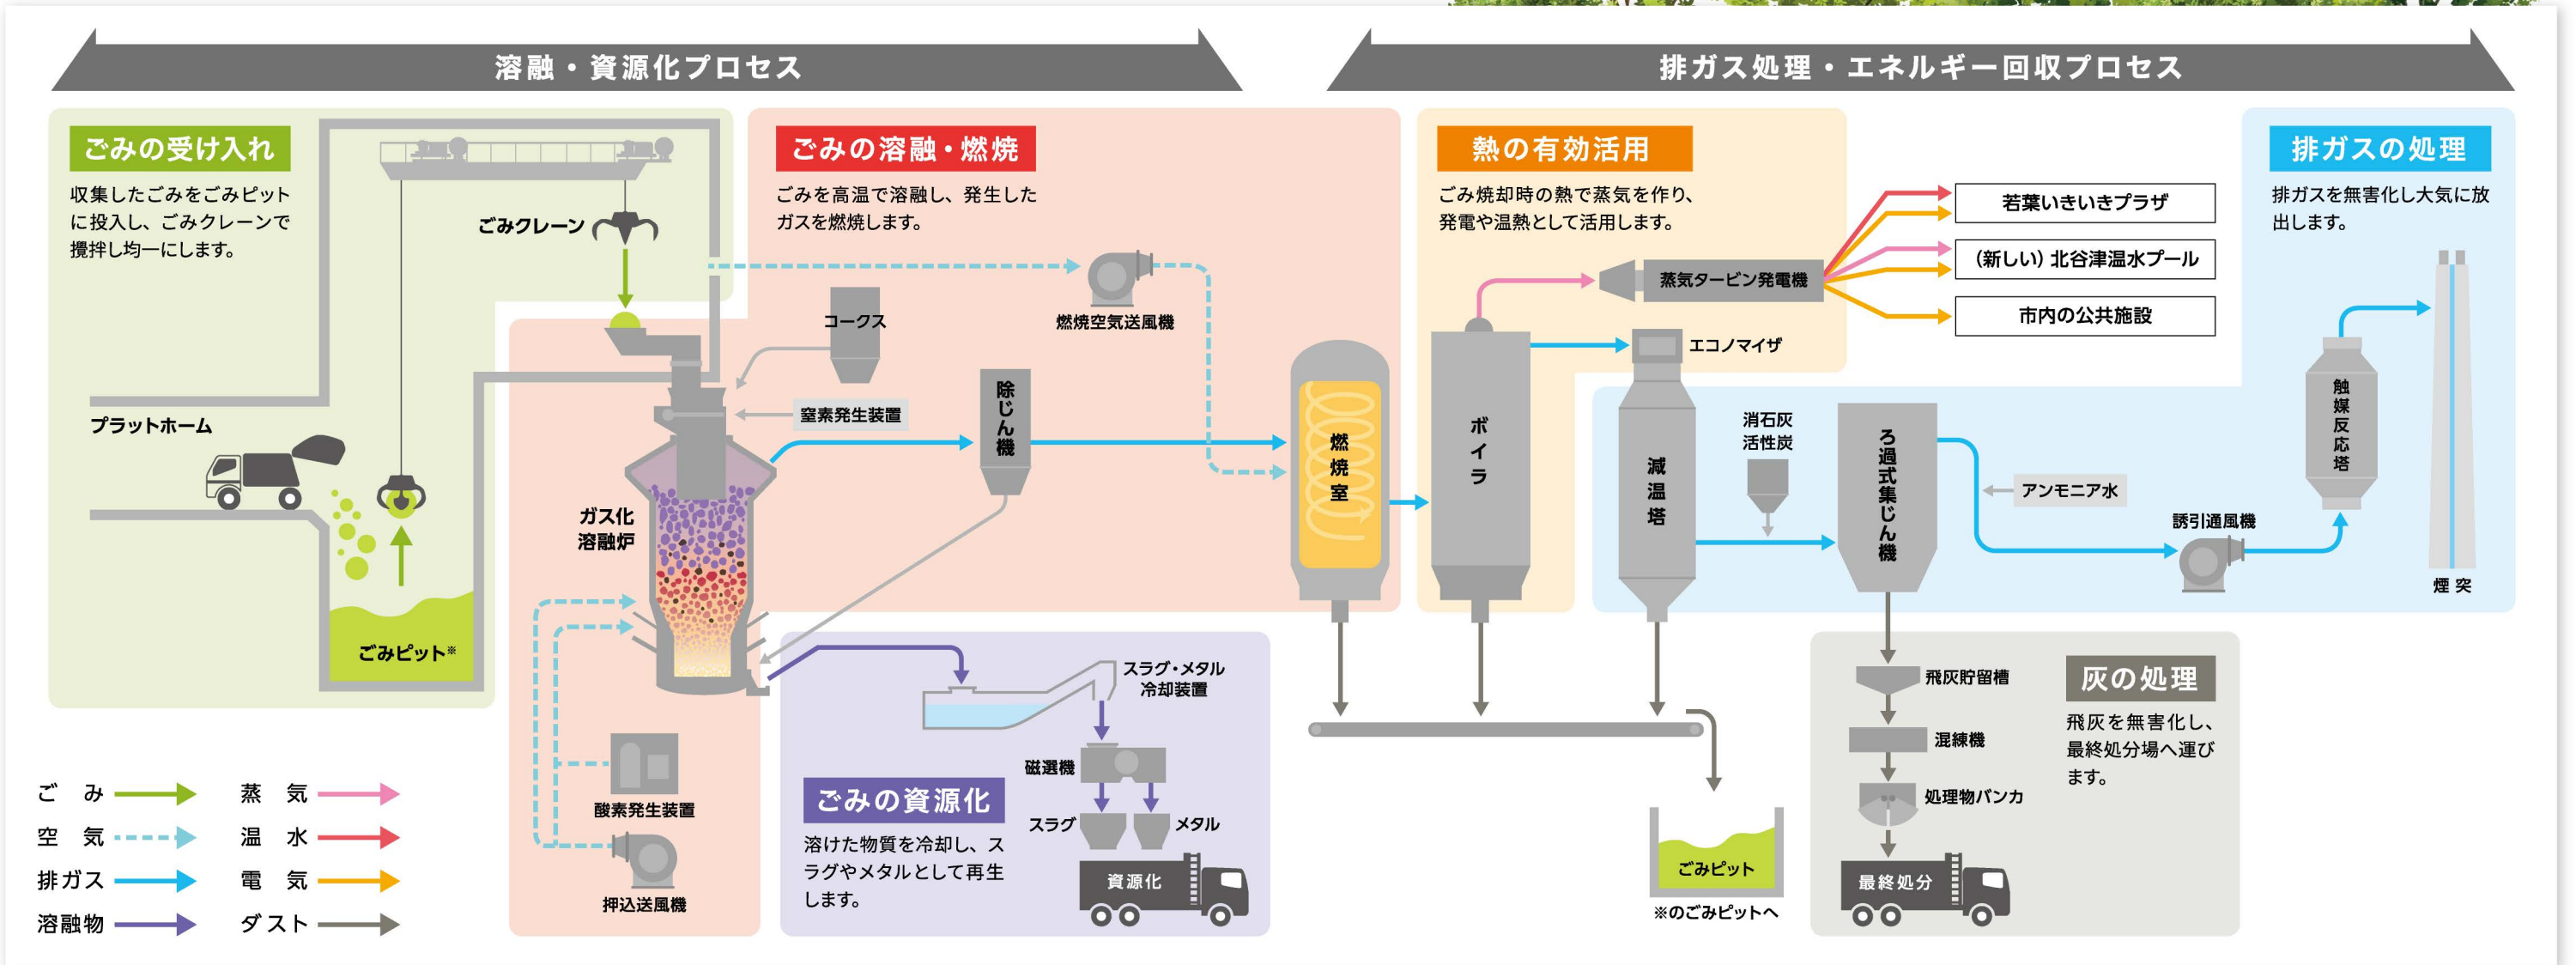 溶融・資源化プロセス
排ガス処理・エネルギー回収プロセス
ごみの受け入れ
収集したごみをごみピット
に投入し、ごみクレーンで
攪拌し均一にします。
ごみクレーン
プラットホーム
ごみピット※
ごみの溶融・燃焼
ごみを高温で溶融し、発生した
ガスを燃焼します。
コークス
燃焼空気送風機
窒素発生装置
除じん機
ガス化
溶融炉
燃焼室
酸素発生装置
押込送風機
ごみの資源化
溶けた物質を冷却し、ス
ラグやメタルとして再生
します。
スラグ・メタル
冷却装置
磁選機
スラグ
メタル
資源化
熱の有効活用
ごみ焼却時の熱で蒸気を作り、
発電や温熱として活用します。
蒸気タービン発電機
若葉いきいきプラザ
（新しい）北谷津温水プール
市内の公共施設
ボイラ
エコノマイザ
排ガスの処理
排ガスを無害化し大気に放
出します。
減温塔
消石灰
活性炭
ろ過式集じん機
アンモニア水
誘引通風機
触媒反応塔
煙突
灰の処理
飛灰を無害化し、
最終処分場へ運び
ます。
飛灰貯留槽
混練機
処理物バンカ
最終処分
ごみピット
※のごみピットへ
ごみ
空気
排ガス
溶融物
蒸気
温水
電気
ダスト